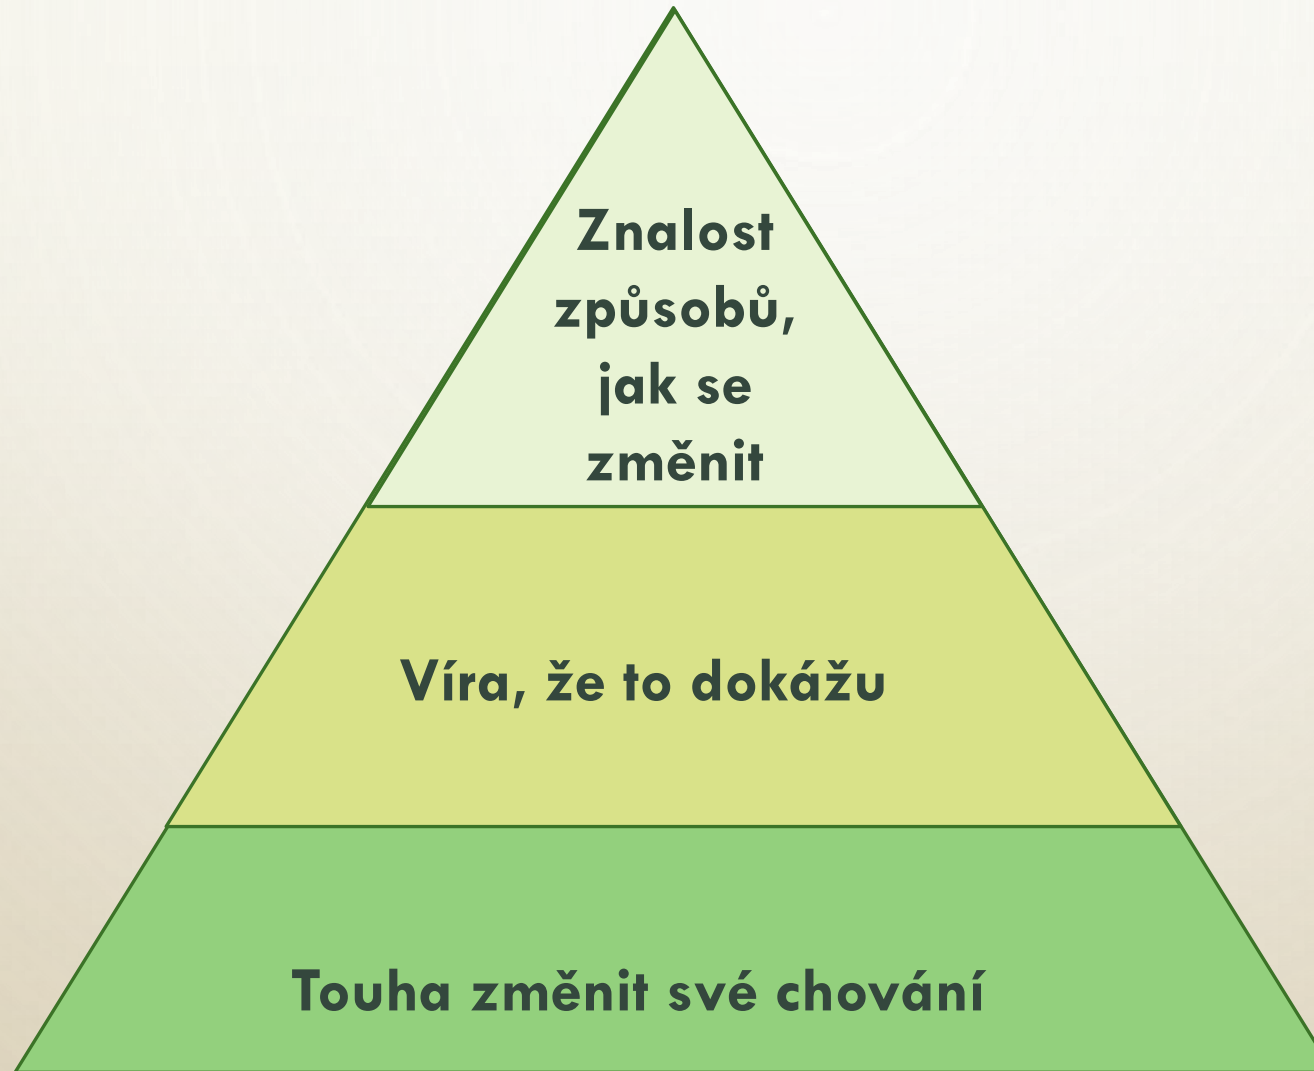 Znalost
způsobů,
jak se
změnit
Víra, že to dokážu
Touha změnit své chování